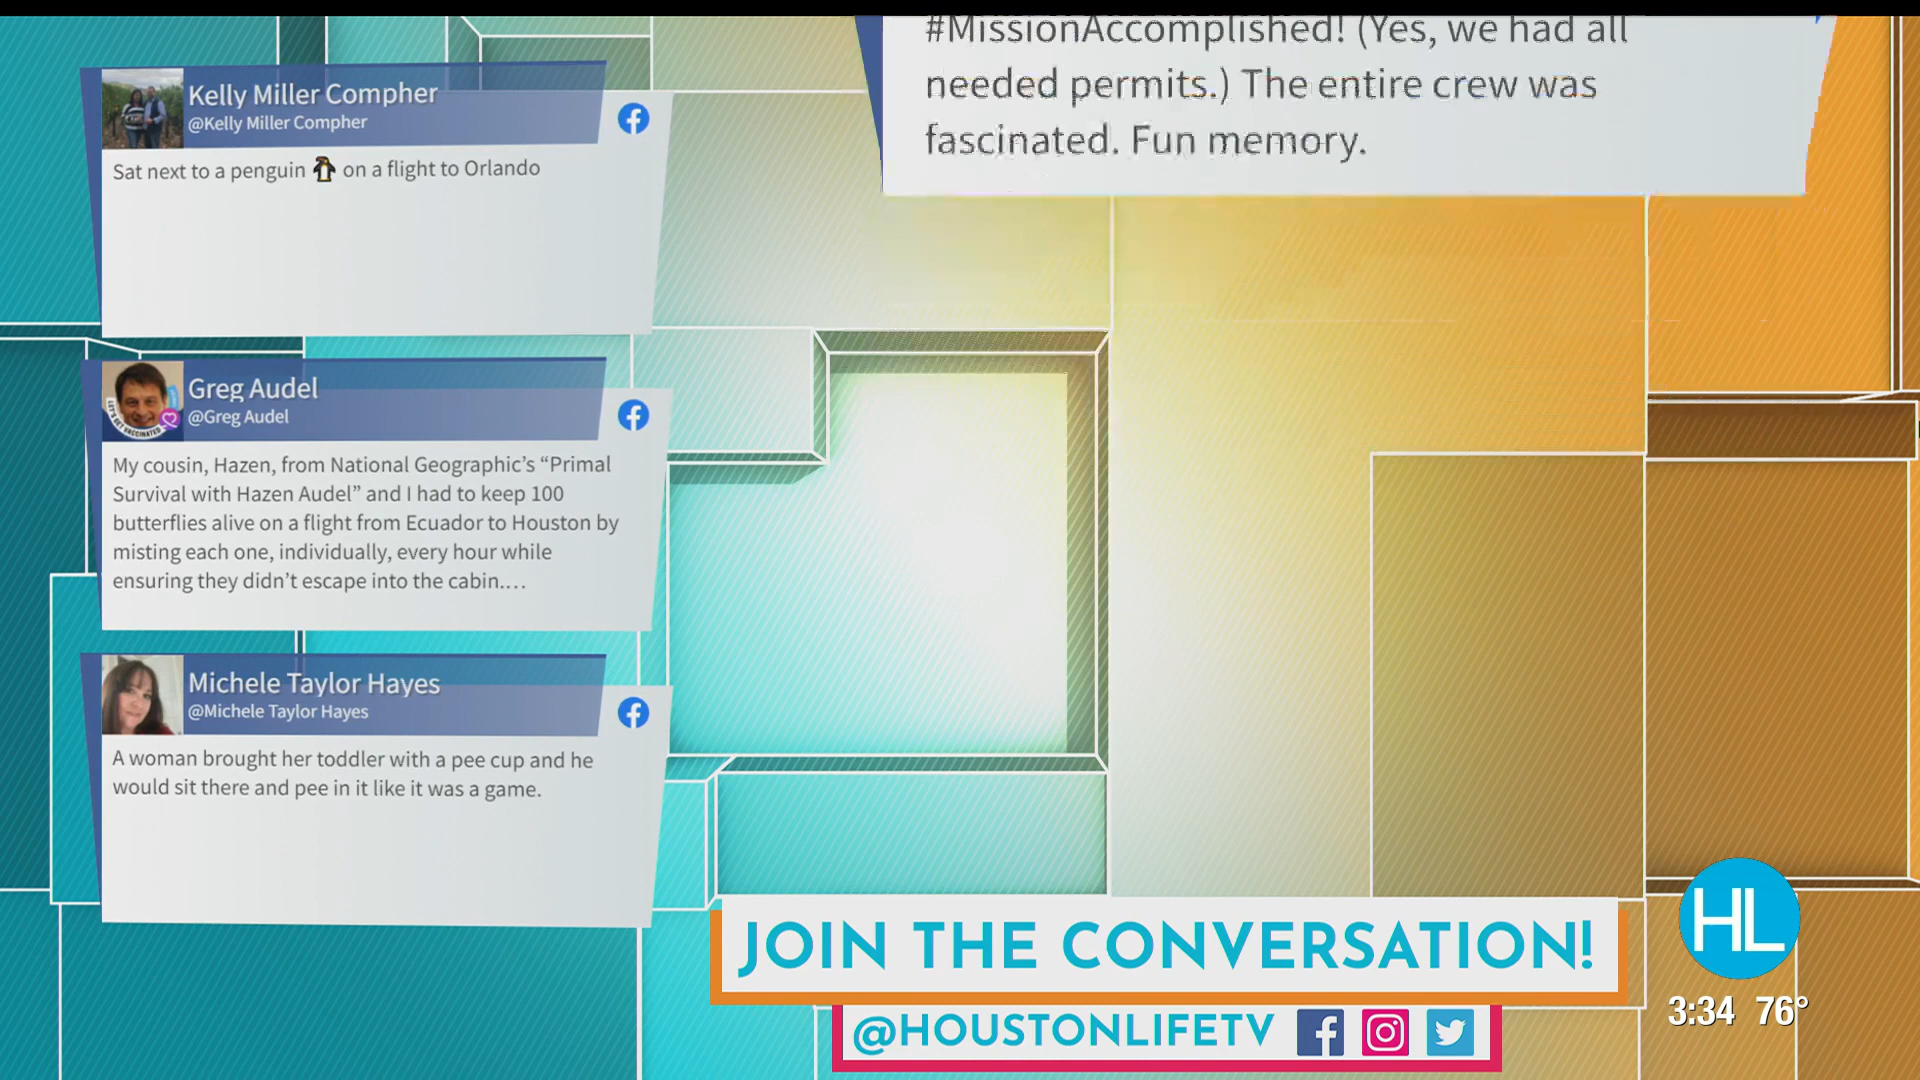 Kelly Miller Compher
@Kelly Miller Compher
Sat next to a penguin 🐧 on a flight to Orlando
Greg Audel
@Greg Audel
LET'S GET VACCINATED
My cousin, Hazen, from National Geographic's “Primal
Survival with Hazen Audel” and I had to keep 100
butterflies alive on a flight from Ecuador to Houston by
misting each one, individually, every hour while
ensuring they didn't escape into the cabin....
Michele Taylor Hayes
@Michele Taylor Hayes
A woman brought her toddler with a pee cup and he
would sit there and pee in it like it was a game.
#MissionAccomplished! (Yes, we had all
needed permits.) The entire crew was
fascinated. Fun memory.
JOIN THE CONVERSATION!
@HOUSTONLIFETV
HL
3:34 76°